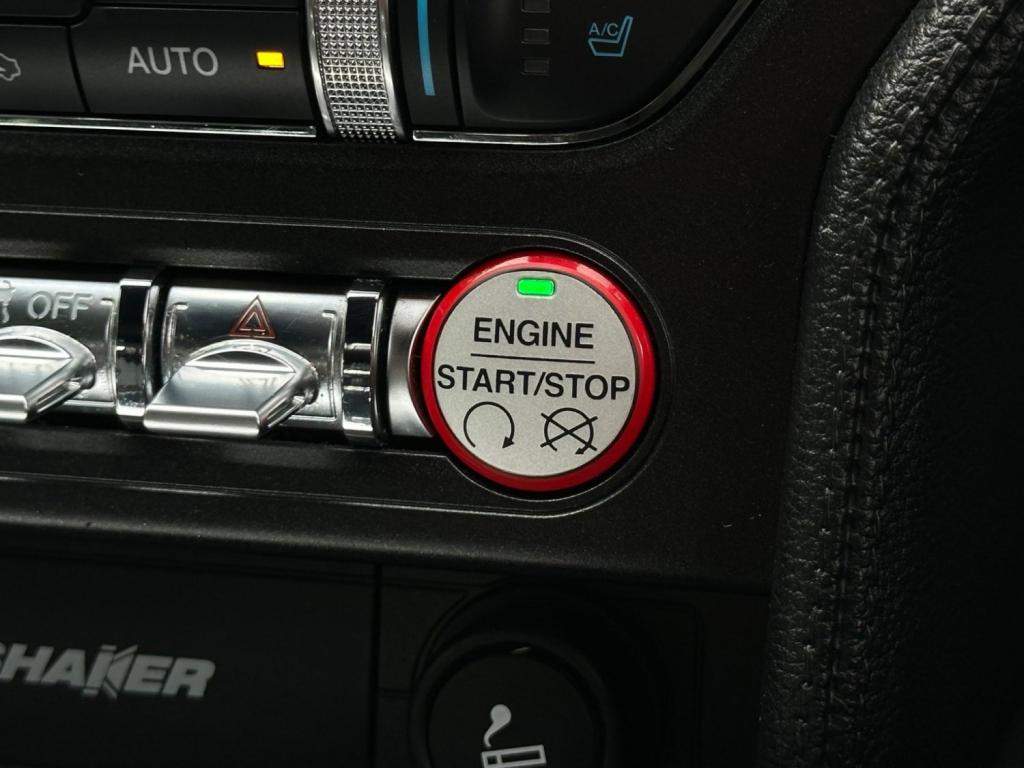 AUTO
A/C
OFF
ENGINE
START/STOP
SHAKER